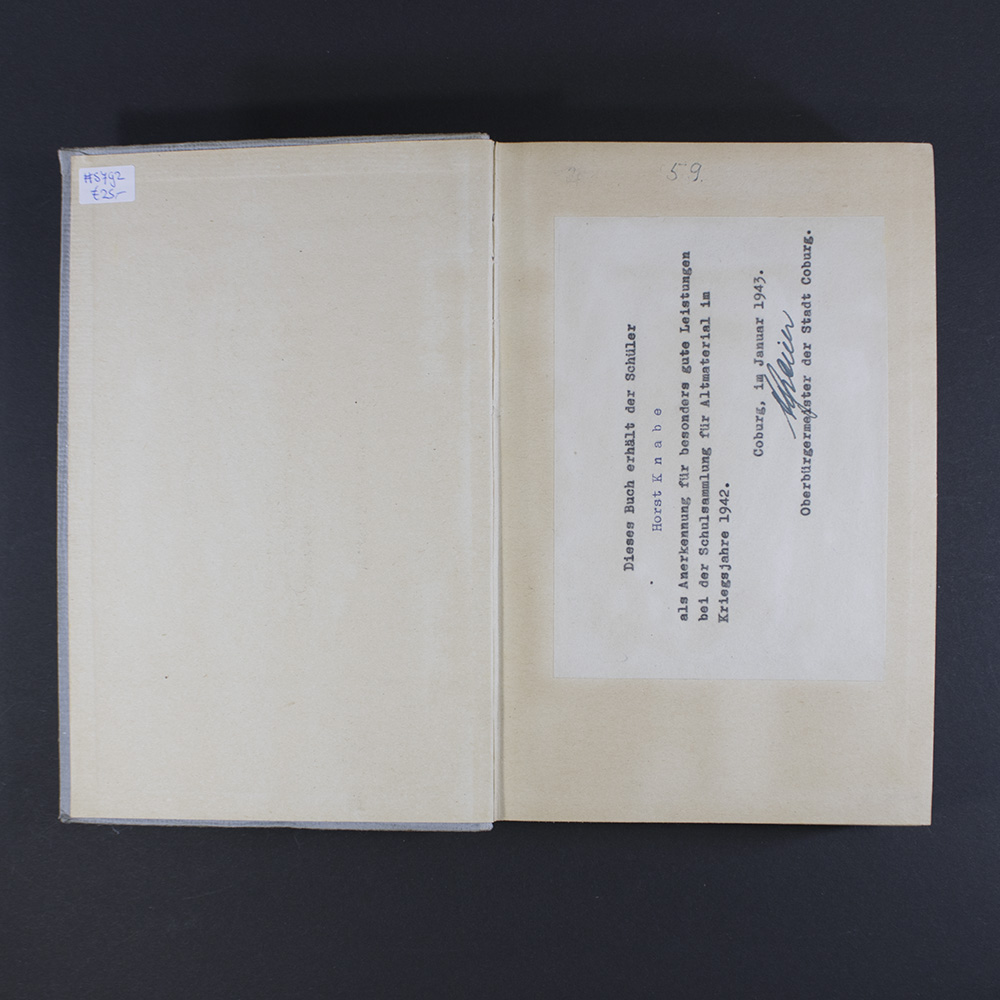 #5792
€25,-
59.
Dieses Buch erhält der Schüler
Horst K n a b e
als Anerkennung für besonders gute Leistungen
bei der Schulsammlung für Altmaterial im
Kriegsjahre 1942.
Coburg, im Januar 1943.
Oberbürgermeister der Stadt Coburg.